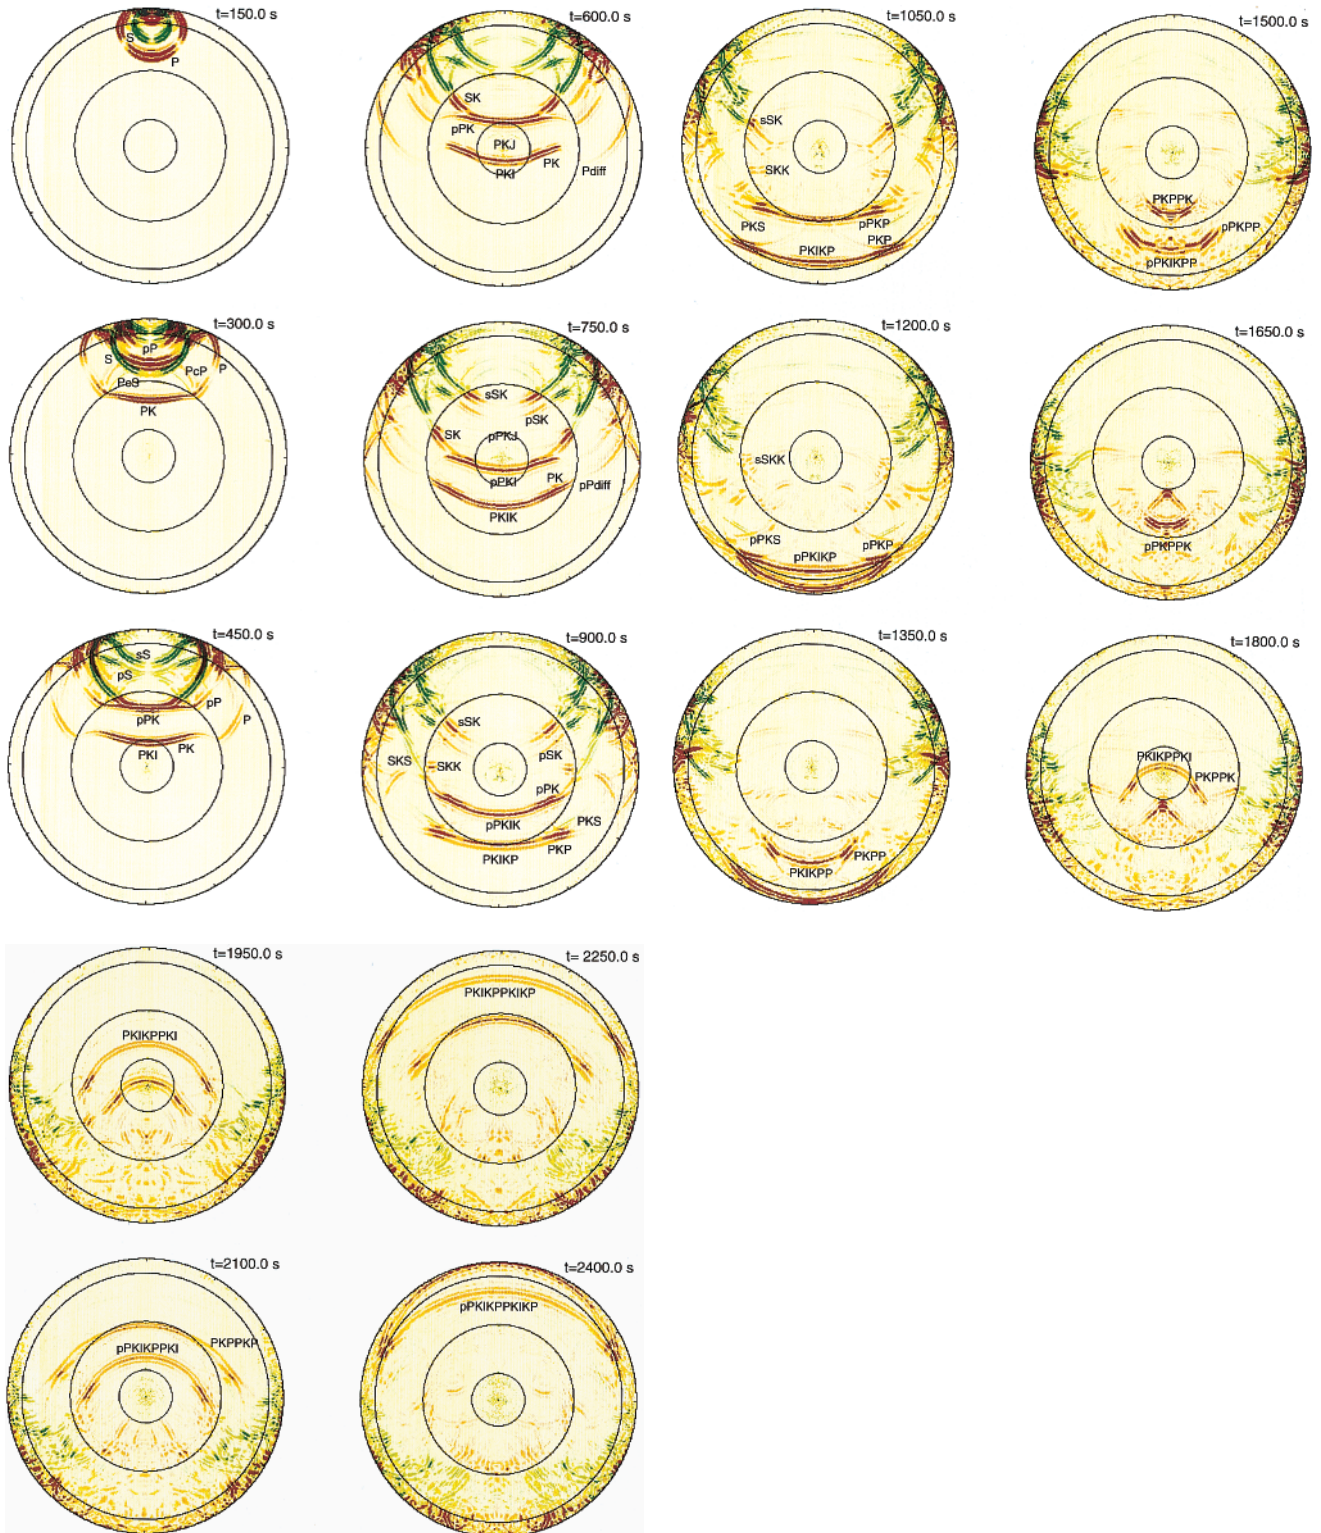 t=150.0 s
S
P
t=600.0 s
SK
pPK
PKJ
PK
PKI
Pdiff
t=1050.0 s
sSK
SKK
PKS
pPKP
PKP
PKIKP
t=1500.0 s
PKPPK
pPKPP
pPKIKPP
t=300.0 s
pP
S
PcP
P
PcS
PK
t=750.0 s
sSK
pSK
SK
pPKJ
PK
pPKI
pPdiff
PKIK
t=1200.0 s
sSKK
pPKS
pPKP
pPKIKP
t=1650.0 s
pPKPPK
t=450.0 s
sS
pS
pP
P
pPK
PK
PKI
t=900.0 s
sSK
SKS
SKK
pSK
pPK
pPKIK
PKS
PKP
PKIKP
t=1350.0 s
PKPP
PKIKPP
t=1800.0 s
PKIKPPKI
PKPPK
t=1950.0 s
PKIKPPKI
t= 2250.0 s
PKIKPPKIKP
t=2100.0 s
pPKIKPPKI
PKPPKP
t=2400.0 s
pPKIKPPKIKP